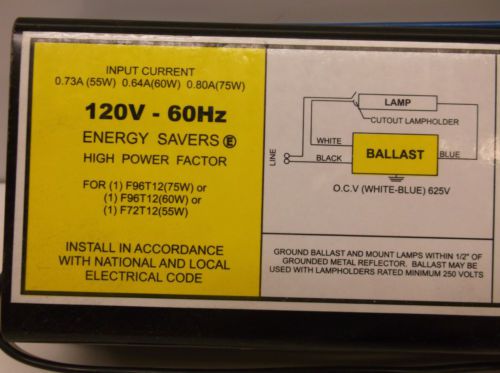 INPUT CURRENT
0.73A (55W) 0.64A(60W) 0.80A(75W)
120V - 60Hz
ENERGY SAVERS E
HIGH POWER FACTOR
FOR (1) F96T12(75W) or
(1) F96T12(60W) or
(1) F72T12(55W)
INSTALL IN ACCORDANCE
WITH NATIONAL AND LOCAL
ELECTRICAL CODE
LAMP
CUTOUT LAMPHOLDER
LINE
WHITE
BLACK
BALLAST
BLUE
O.C.V (WHITE-BLUE) 625V
GROUND BALLAST AND MOUNT LAMPS WITHIN 1/2" OF
GROUNDED METAL REFLECTOR. BALLAST MAY BE
USED WITH LAMPHOLDERS RATED MINIMUM 250 VOLTS